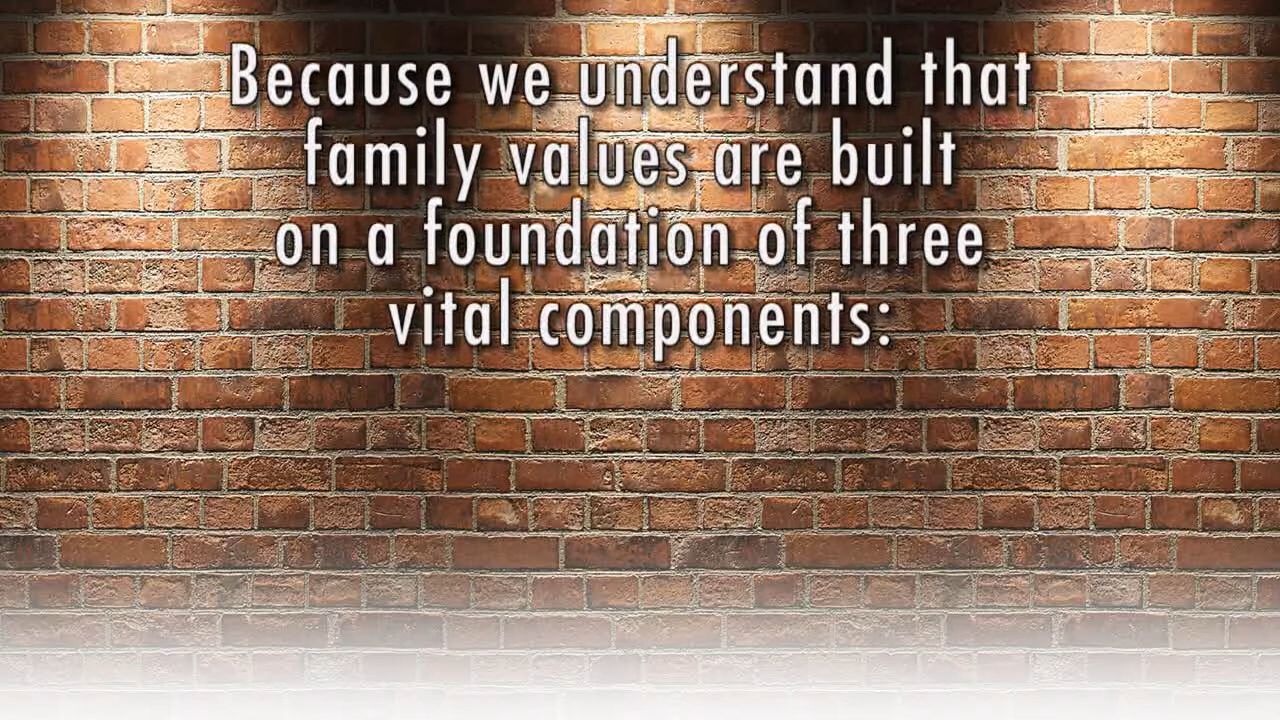 Because we understand that
family values are built
on a foundation of three
vital components: